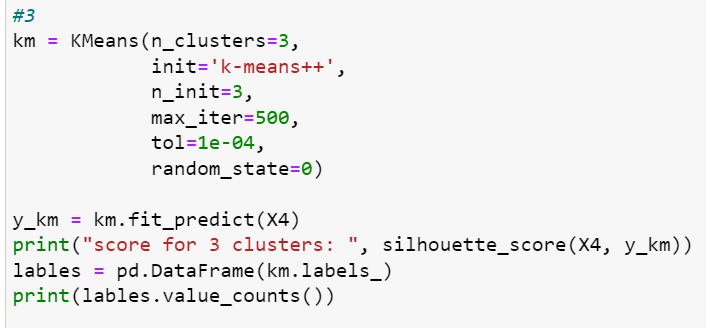 #3
km = KMeans(n_clusters=3,
            init='k-means++',
            n_init=3,
            max_iter=500,
            tol=1e-04,
            random_state=0)

y_km = km.fit_predict(X4)
print("score for 3 clusters: ", silhouette_score(X4, y_km))
lables = pd.DataFrame(km.labels_)
print(lables.value_counts())